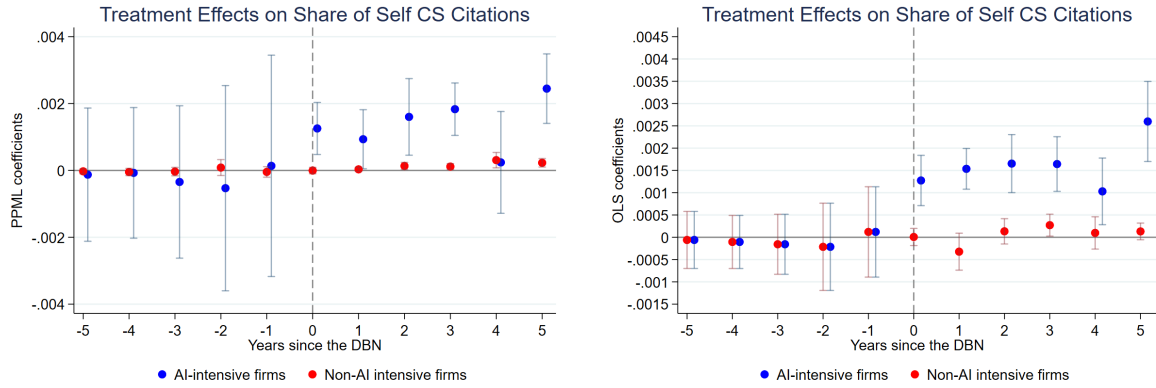 Treatment Effects on Share of Self CS Citations
.004
.002
0
-.002
-.004
PPML coefficients
-5 -4 -3 -2 -1 0 1 2 3 4 5
Years since the DBN
AI-intensive firms Non-AI intensive firms
Treatment Effects on Share of Self CS Citations
.0045
.004
.0035
.003
.0025
.002
.0015
.001
.0005
0
-.0005
-.001
-.0015
OLS coefficients
-5 -4 -3 -2 -1 0 1 2 3 4 5
Years since the DBN
AI-intensive firms Non-AI intensive firms